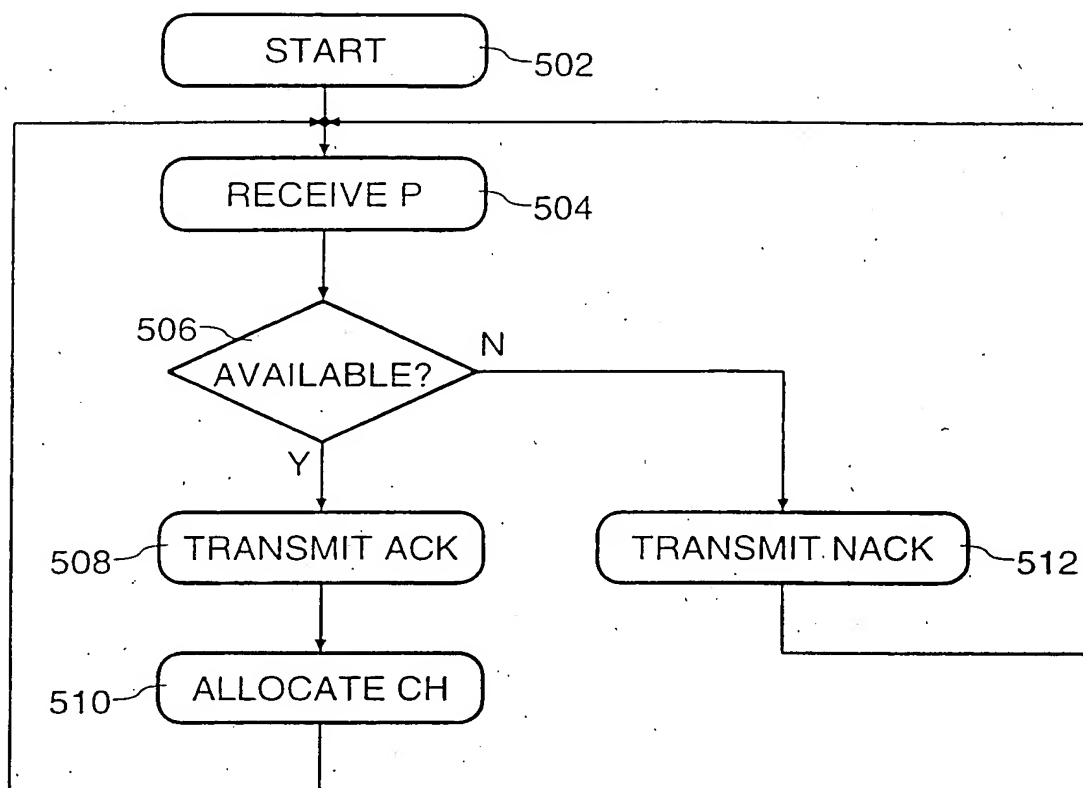 START
502
RECEIVE P
504
506
AVAILABLE?
N
Y
508
TRANSMIT ACK
TRANSMIT NACK
512
510
ALLOCATE CH